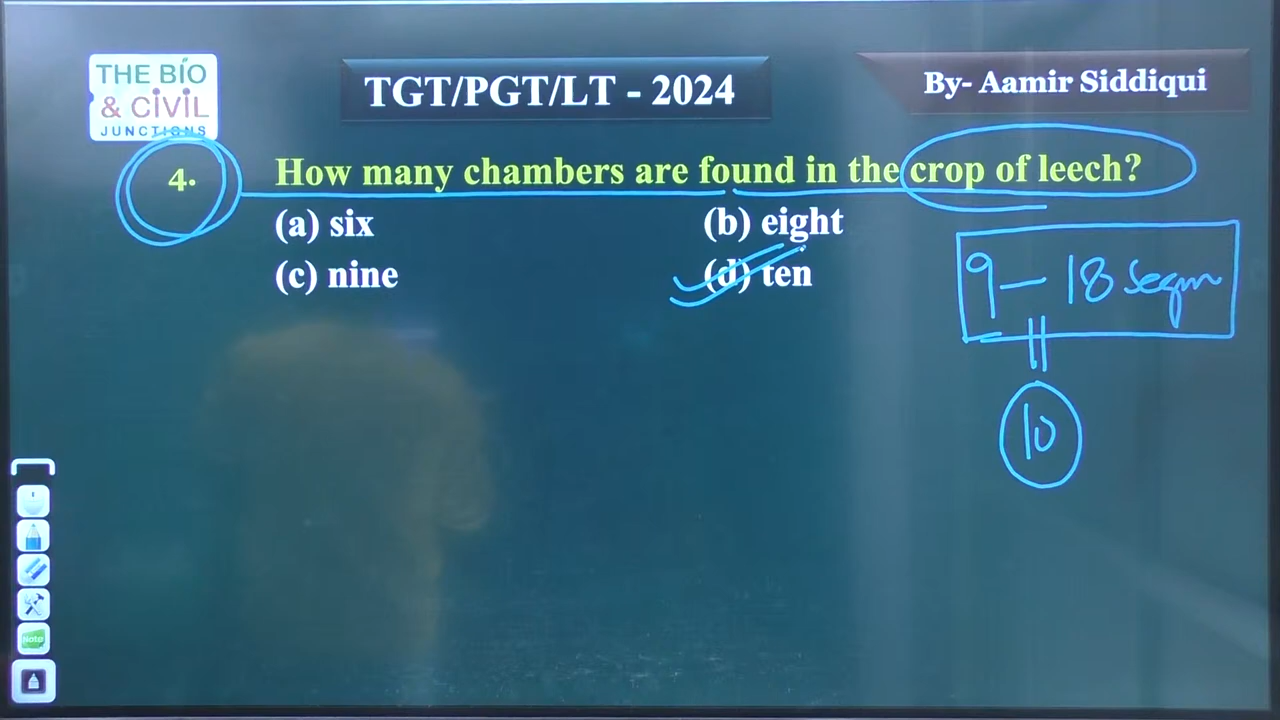 THE BIO
& CIVIL
JUNCTIONS
TGT/PGT/LT - 2024
By- Aamir Siddiqui
4. How many chambers are found in the crop of leech?
(a) six (b) eight
(c) nine (d) ten
9 – 18 segm
10
Note